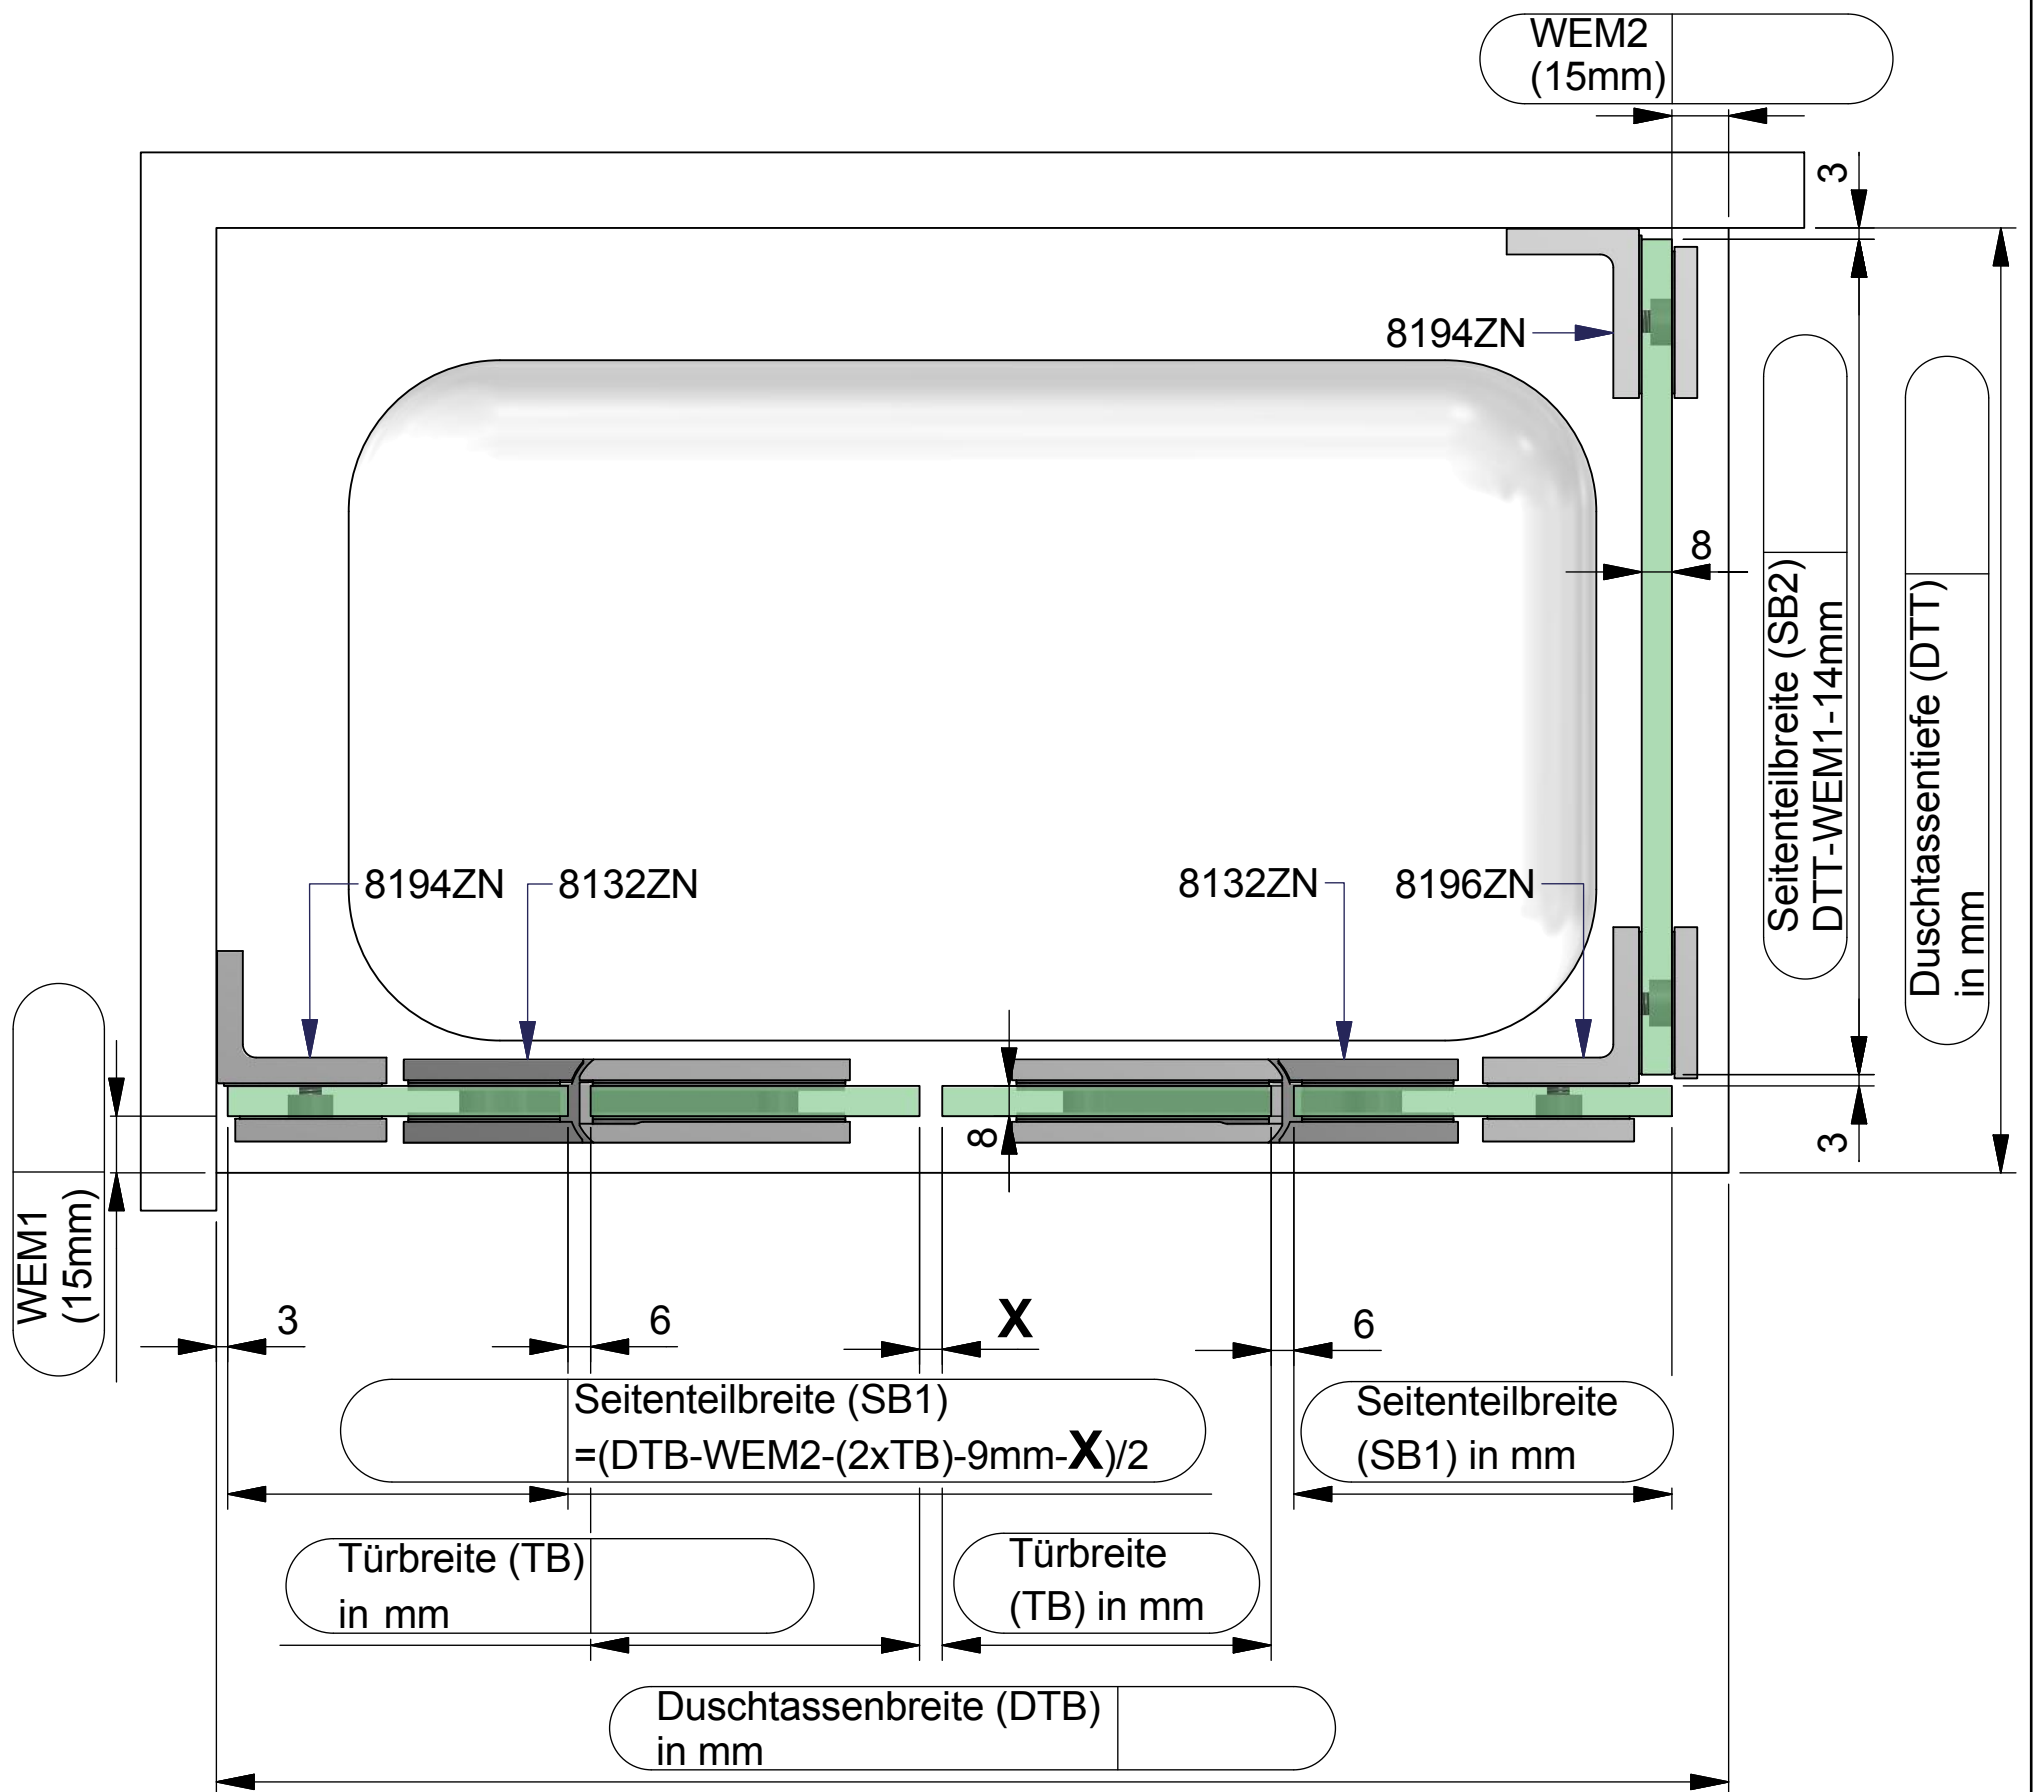 WEM2
(15mm)
3
8194ZN
8
Seitenteilbreite (SB2)
DTT-WEM1-14mm
Duschtassentiefe (DTT)
in mm
8194ZN
8132ZN
8132ZN
8196ZN
8
3
WEM1
(15mm)
3
6
X
6
Seitenteilbreite (SB1)
=(DTB-WEM2-(2xTB)-9mm-X)/2
Seitenteilbreite
(SB1) in mm
Türbreite (TB)
in mm
Türbreite
(TB) in mm
Duschtassenbreite (DTB)
in mm